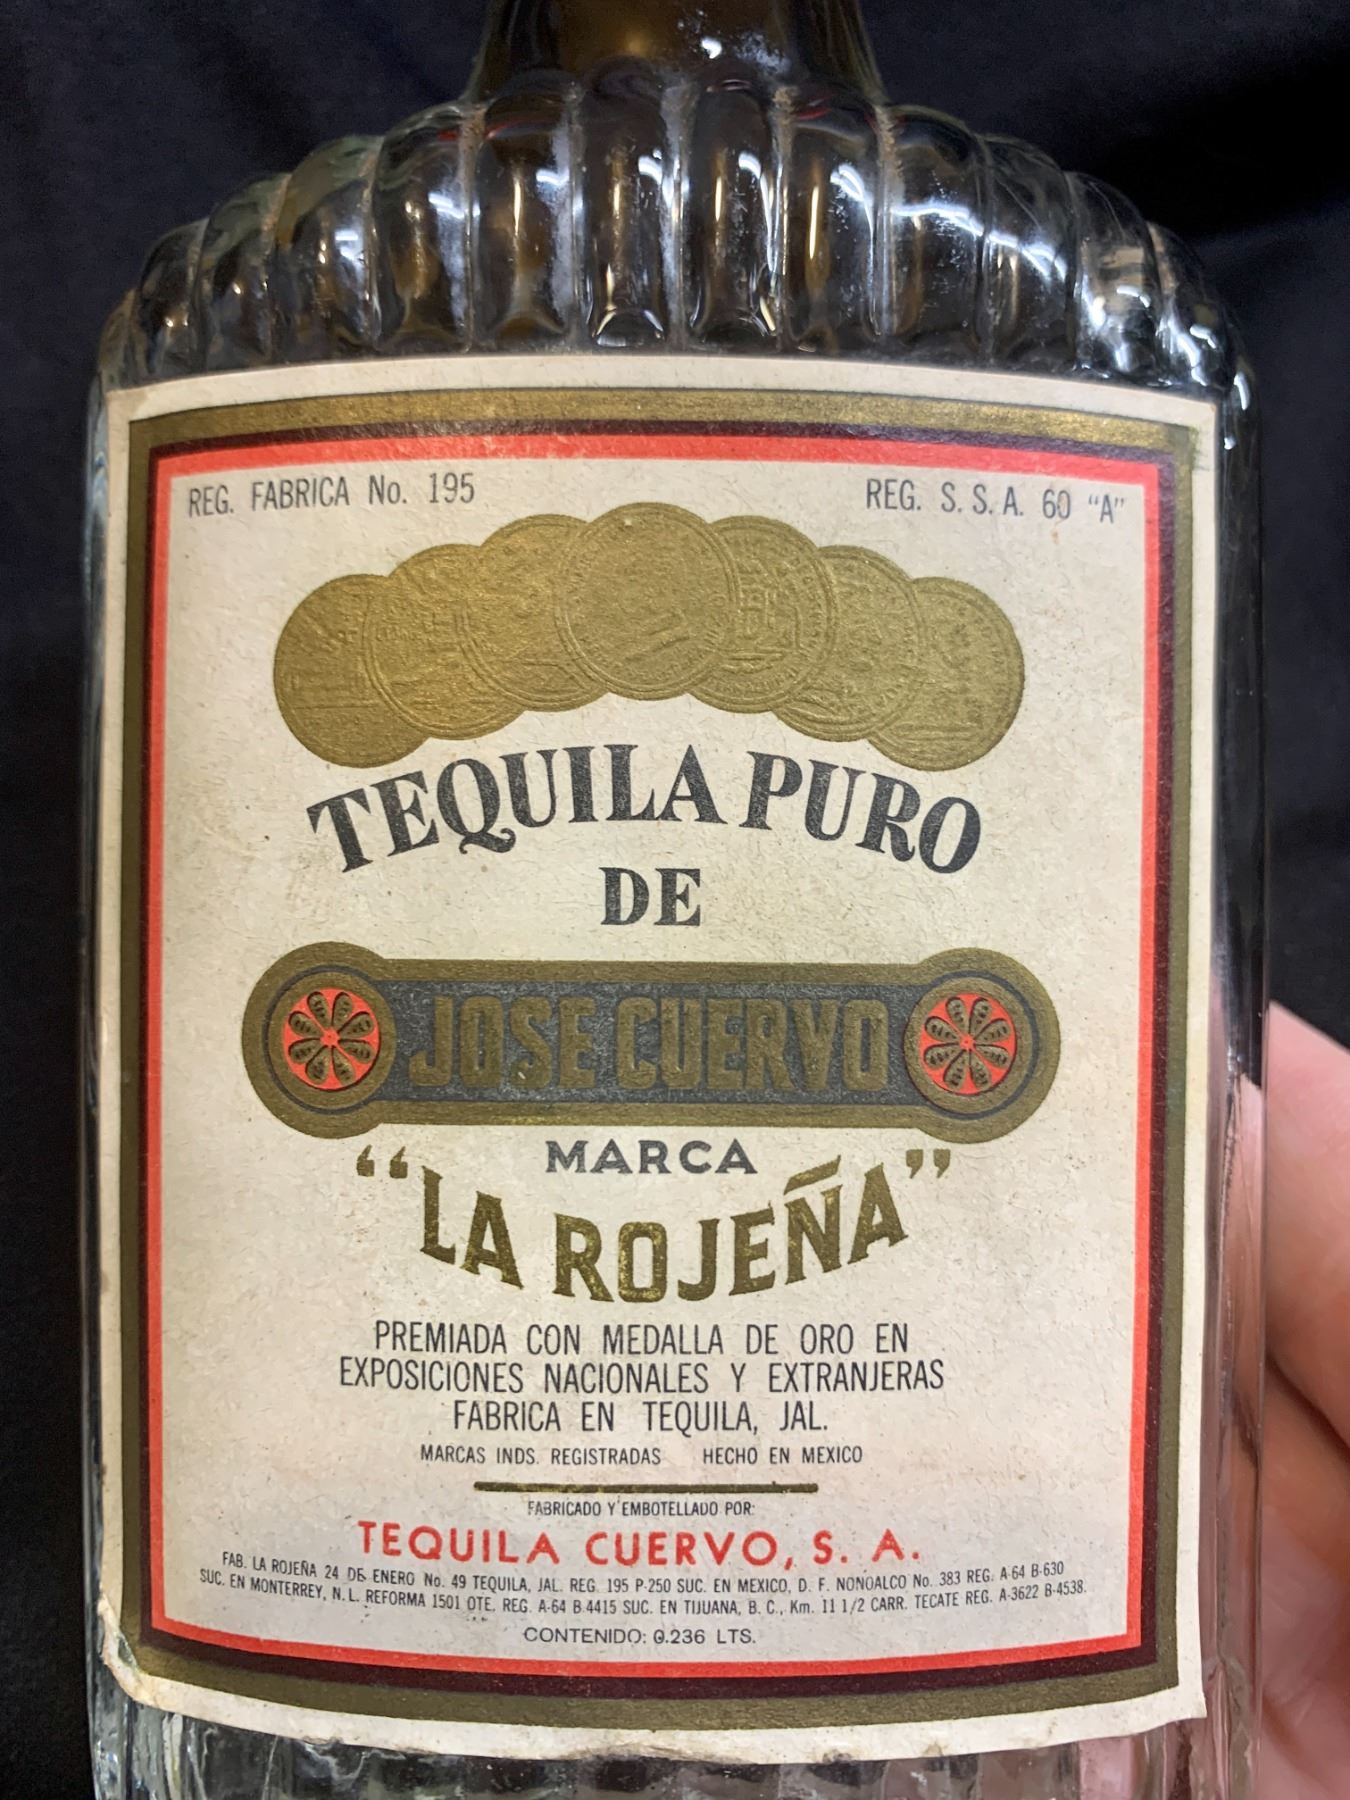 REG. FABRICA No. 195
REG. S. S. A. 60 "A"
TEQUILA PURO
DE
JOSE CUERVO
MARCA
"LA ROJEÑA"
PREMIADA CON MEDALLA DE ORO EN
EXPOSICIONES NACIONALES Y EXTRANJERAS
FABRICA EN TEQUILA, JAL.
MARCAS INDS. REGISTRADAS HECHO EN MEXICO
FABRICADO Y EMBOTELLADO POR:
TEQUILA CUERVO, S. A.
FAB. LA ROJEÑA 24 DE ENERO No. 49 TEQUILA, JAL. REG. 195 P-250 SUC. EN MEXICO, D. F. NONOALCO No. 383 REG. A-64 B-630
SUC. EN MONTERREY, N. L. REFORMA 1501 OTE. REG. A-64 B-4415 SUC. EN TIJUANA, B. C., Km. 11 1/2 CARR. TECATE REG. A-3622 B-4538.
CONTENIDO: 0.236 LTS.